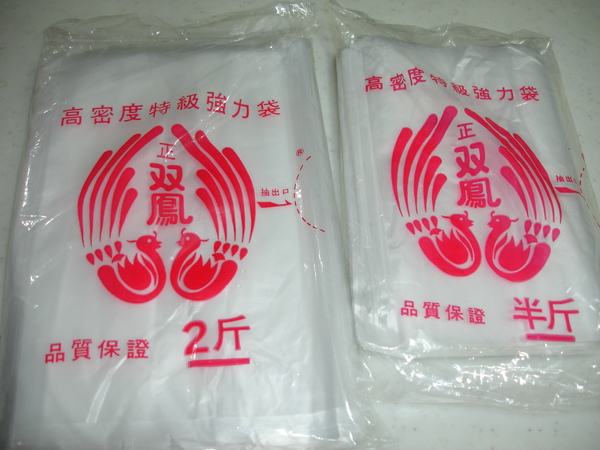 高密度特級強力袋
正
双鳳
抽出口
®
品質保證 2斤
高密度特級強力袋
正
双鳳
抽出口
品質保證 半斤